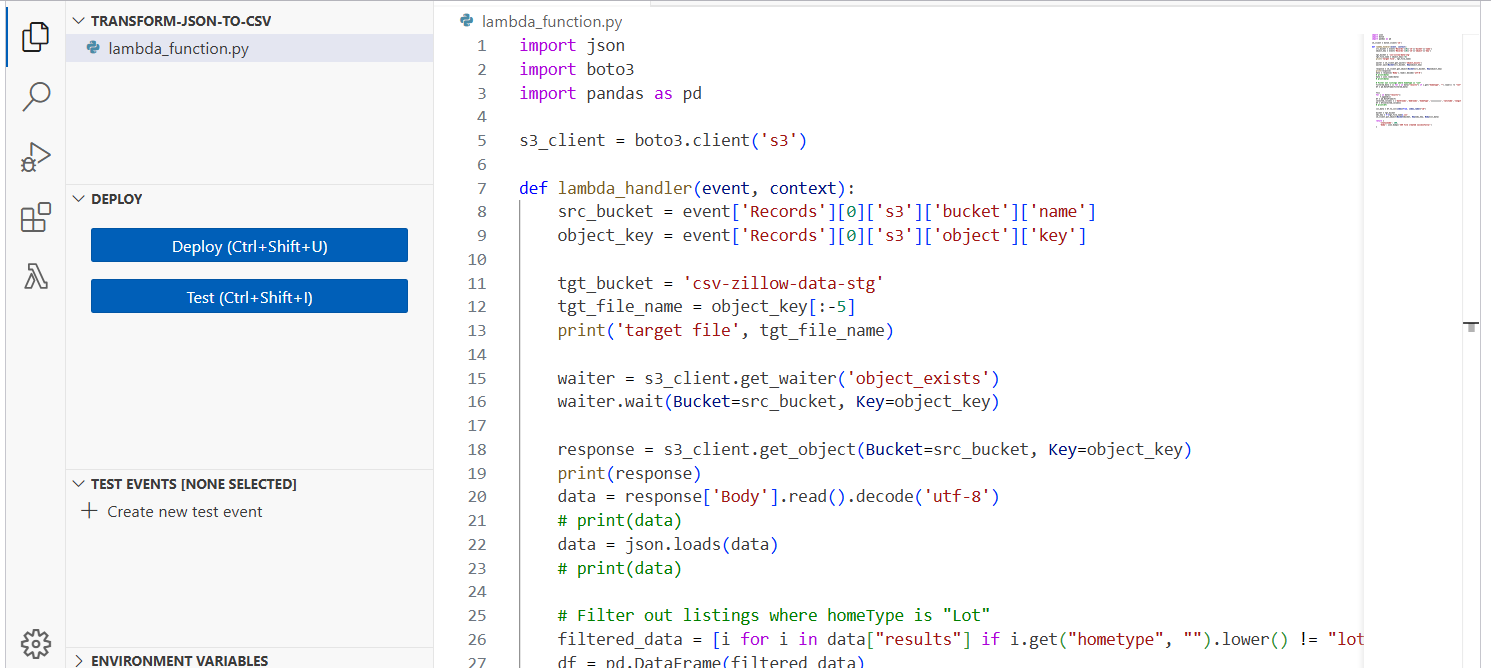 TRANSFORM-JSON-TO-CSV
lambda_function.py
DEPLOY
Deploy (Ctrl+Shift+U)
Test (Ctrl+Shift+I)
TEST EVENTS [NONE SELECTED]
Create new test event
ENVIRONMENT VARIABLES
lambda_function.py
1 import json
2 import boto3
3 import pandas as pd
4
5 s3_client = boto3.client('s3')
6
7 def lambda_handler(event, context):
8     src_bucket = event['Records'][0]['s3']['bucket']['name']
9     object_key = event['Records'][0]['s3']['object']['key']
10
11     tgt_bucket = 'csv-zillow-data-stg'
12     tgt_file_name = object_key[:-5]
13     print('target file', tgt_file_name)
14
15     waiter = s3_client.get_waiter('object_exists')
16     waiter.wait(Bucket=src_bucket, Key=object_key)
17
18     response = s3_client.get_object(Bucket=src_bucket, Key=object_key)
19     print(response)
20     data = response['Body'].read().decode('utf-8')
21     # print(data)
22     data = json.loads(data)
23     # print(data)
24
25     # Filter out listings where homeType is "Lot"
26     filtered_data = [i for i in data["results"] if i.get("hometype", "").lower() != "lot
27     df = pd.DataFrame(filtered_data)